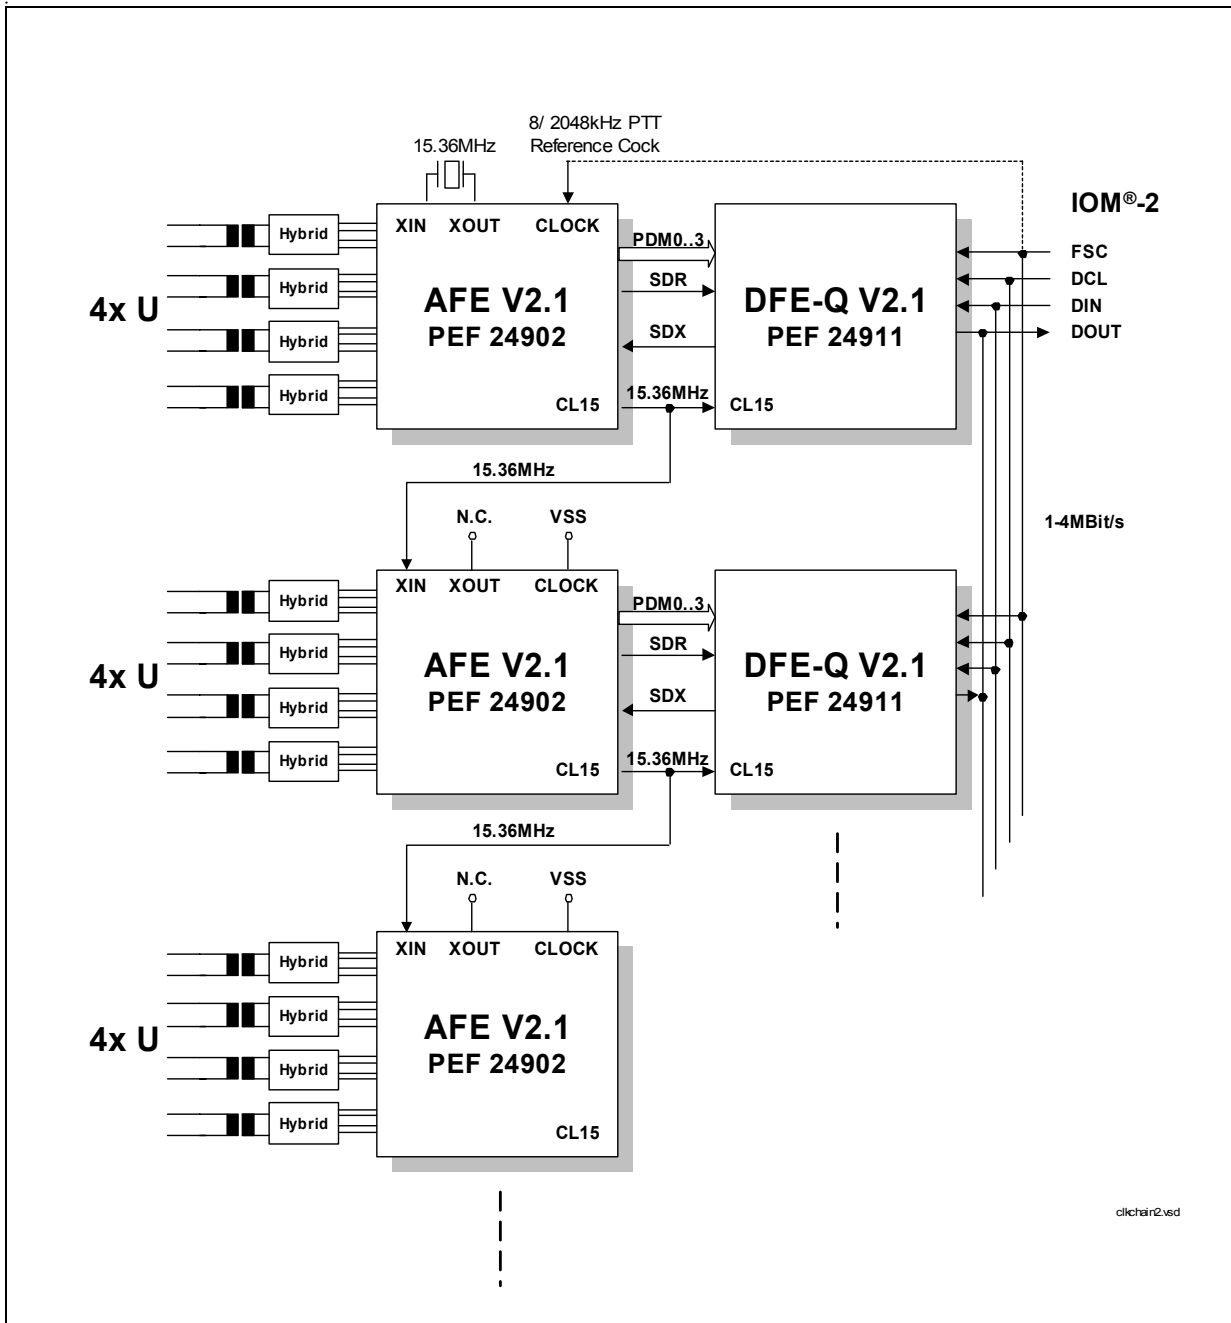 8/ 2048kHz PTT
Reference Cock
15.36MHz
IOM®-2
XIN XOUT CLOCK
Hybrid
PDM0..3
FSC
Hybrid
SDR
DCL
4x U
AFE V2.1
DFE-Q V2.1
DIN
PEF 24902
PEF 24911
Hybrid
SDX
DOUT
Hybrid
CL15
15.36MHz
CL15
15.36MHz
N.C.
VSS
1-4MBit/s
XIN XOUT CLOCK
Hybrid
PDM0..3
Hybrid
SDR
4x U
AFE V2.1
DFE-Q V2.1
PEF 24902
PEF 24911
Hybrid
SDX
Hybrid
CL15
15.36MHz
CL15
15.36MHz
N.C.
VSS
XIN XOUT CLOCK
Hybrid
Hybrid
4x U
AFE V2.1
PEF 24902
Hybrid
Hybrid
CL15
clkchain2.vsd